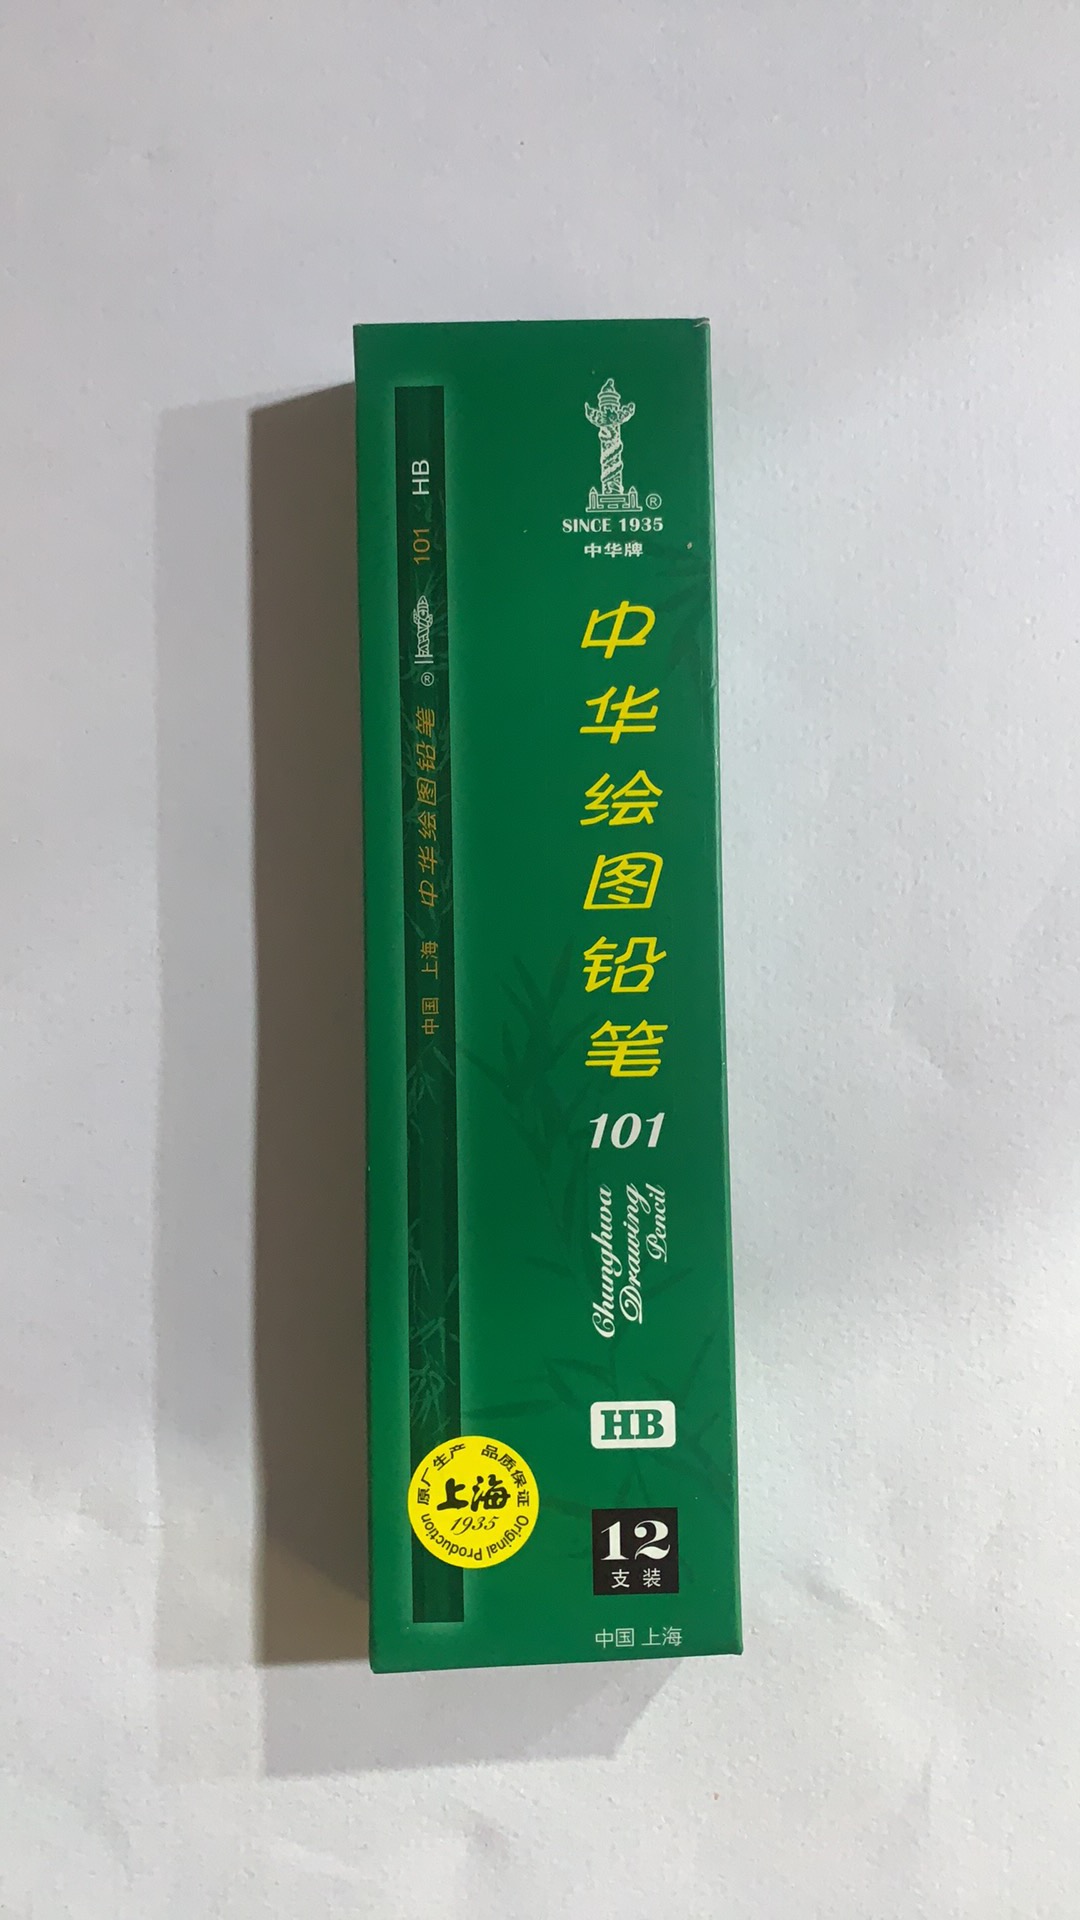 ®
SINCE 1935
中华牌
中华绘图铅笔
101
Chunghwa
Drawing
Pencil
HB
12
支装
中国 上海
中国 上海 中华绘图铅笔 ® 101 HB
原厂生产 品质保证
上海
1935
Original Production